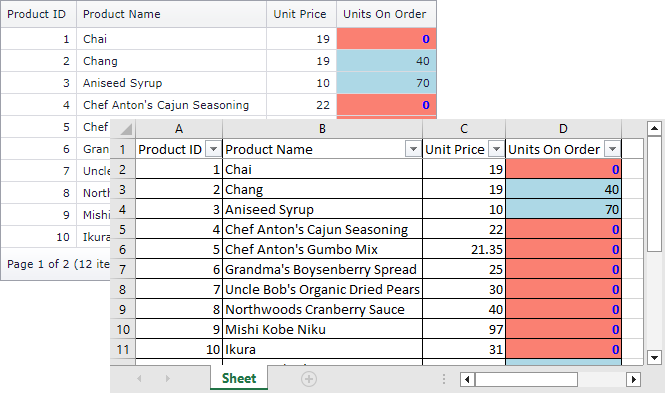 Product ID Product Name Unit Price Units On Order
1 Chai 19 0
2 Chang 19 40
3 Aniseed Syrup 10 70
4 Chef Anton's Cajun Seasoning 22 0
5 Chef
6 Gran
7 Uncle
8 North
9 Mishi
10 Ikura
Page 1 of 2 (12 ite
A B C D
1 Product ID Product Name Unit Price Units On Order
2 1 Chai 19 0
3 2 Chang 19 40
4 3 Aniseed Syrup 10 70
5 4 Chef Anton's Cajun Seasoning 22 0
6 5 Chef Anton's Gumbo Mix 21.35 0
7 6 Grandma's Boysenberry Spread 25 0
8 7 Uncle Bob's Organic Dried Pears 30 0
9 8 Northwoods Cranberry Sauce 40 0
10 9 Mishi Kobe Niku 97 0
11 10 Ikura 31 0
Sheet